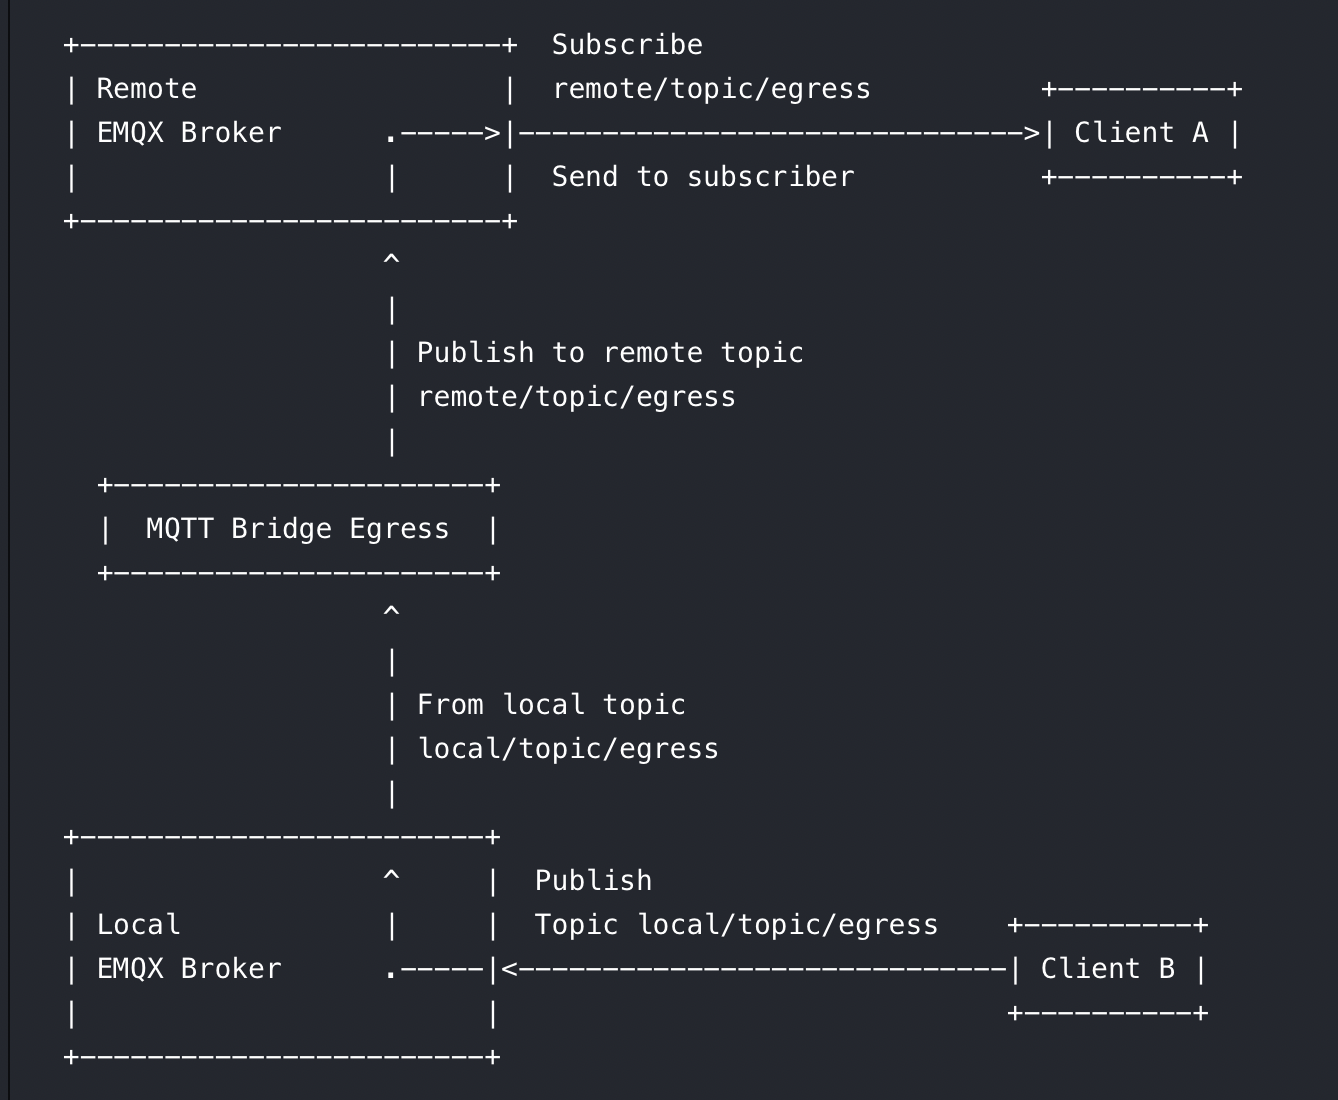 Subscribe
Remote remote/topic/egress
EMQX Broker Client A
Send to subscriber
Publish to remote topic
remote/topic/egress
MQTT Bridge Egress
From local topic
local/topic/egress
Publish
Local Topic local/topic/egress
EMQX Broker Client B